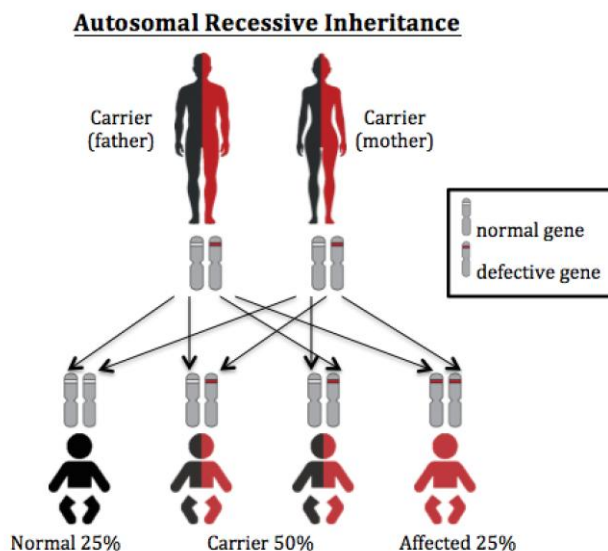 Autosomal Recessive Inheritance
Carrier
(father)
Carrier
(mother)
normal gene
defective gene
Normal 25%
Carrier 50%
Affected 25%